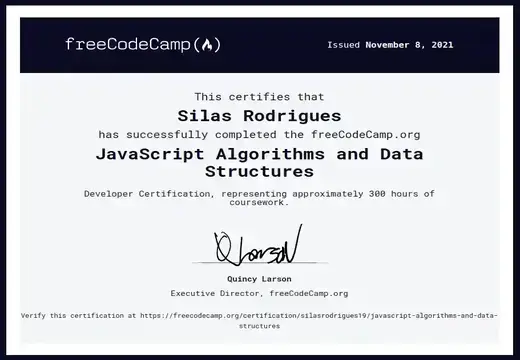 freeCodeCamp(🔥)
Issued November 8, 2021
This certifies that
Silas Rodrigues
has successfully completed the freeCodeCamp.org
JavaScript Algorithms and Data
Structures
Developer Certification, representing approximately 300 hours of
coursework.
Q Larson
Quincy Larson
Executive Director, freeCodeCamp.org
Verify this certification at https://freecodecamp.org/certification/silasrodrigues19/javascript-algorithms-and-data-
structures